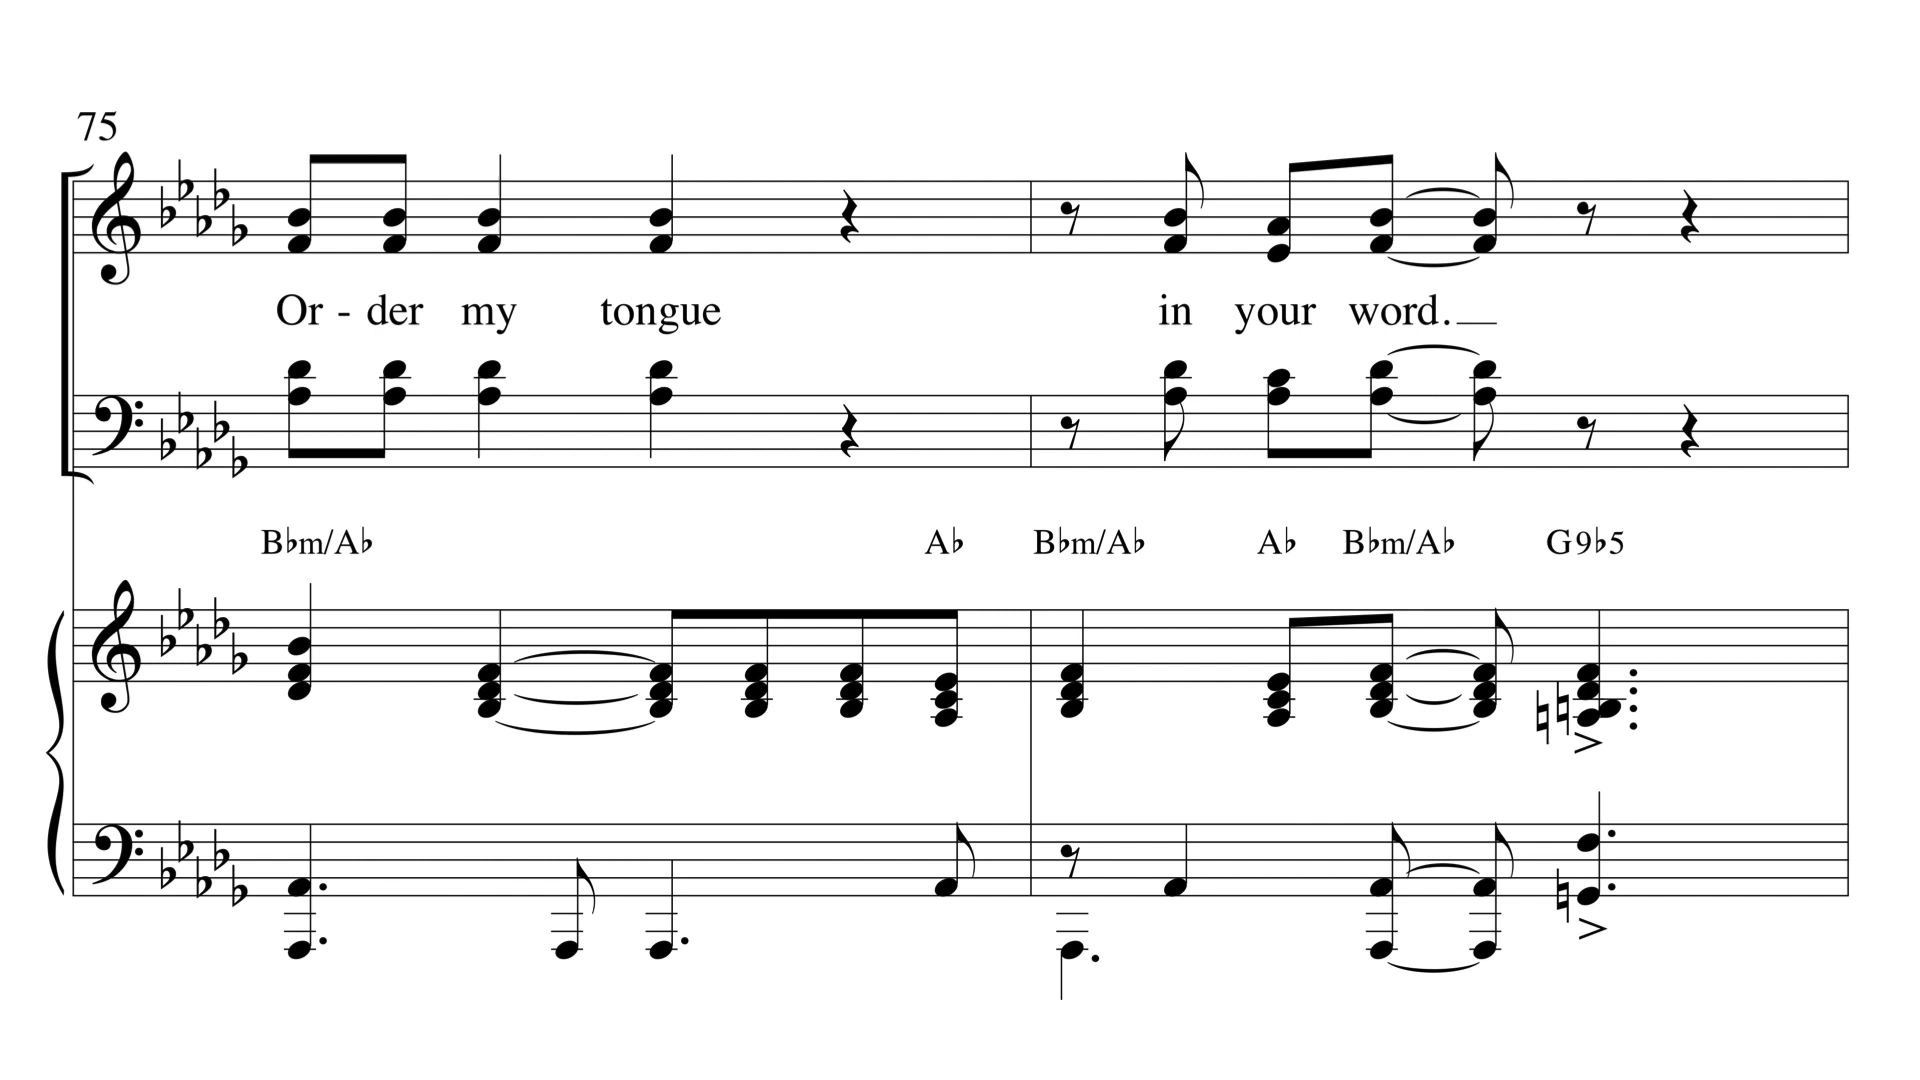 75
Or - der my tongue in your word.
B♭m/A♭ A♭ B♭m/A♭ A♭ B♭m/A♭ G9♭5